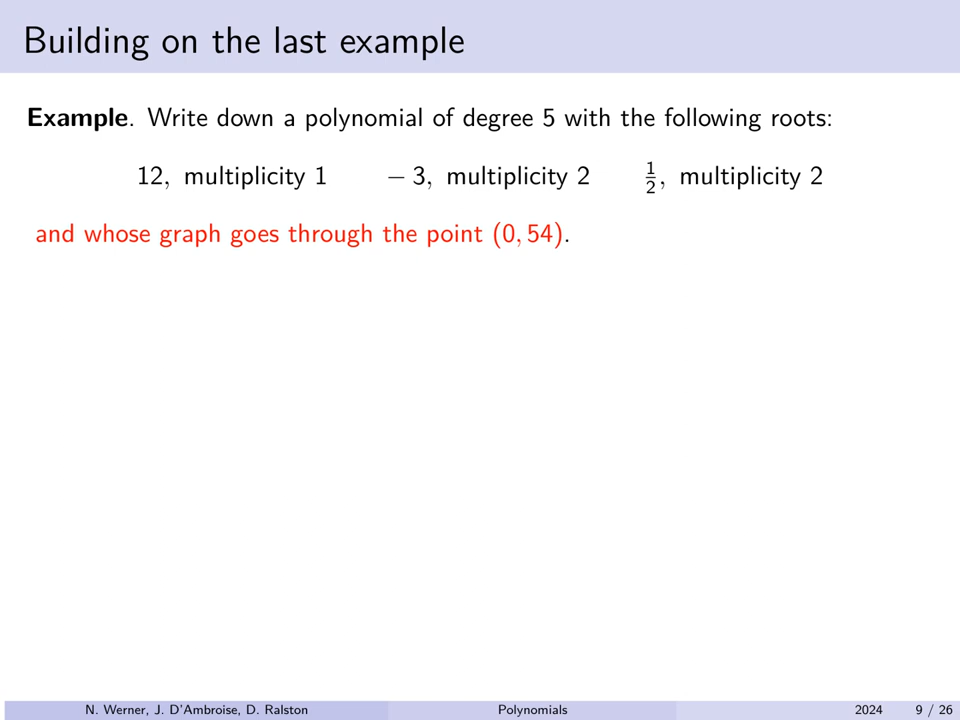 Building on the last example
Example. Write down a polynomial of degree 5 with the following roots:
12, multiplicity 1 − 3, multiplicity 2 1/2, multiplicity 2
and whose graph goes through the point (0, 54).
N. Werner, J. D'Ambroise, D. Ralston Polynomials 2024 9 / 26